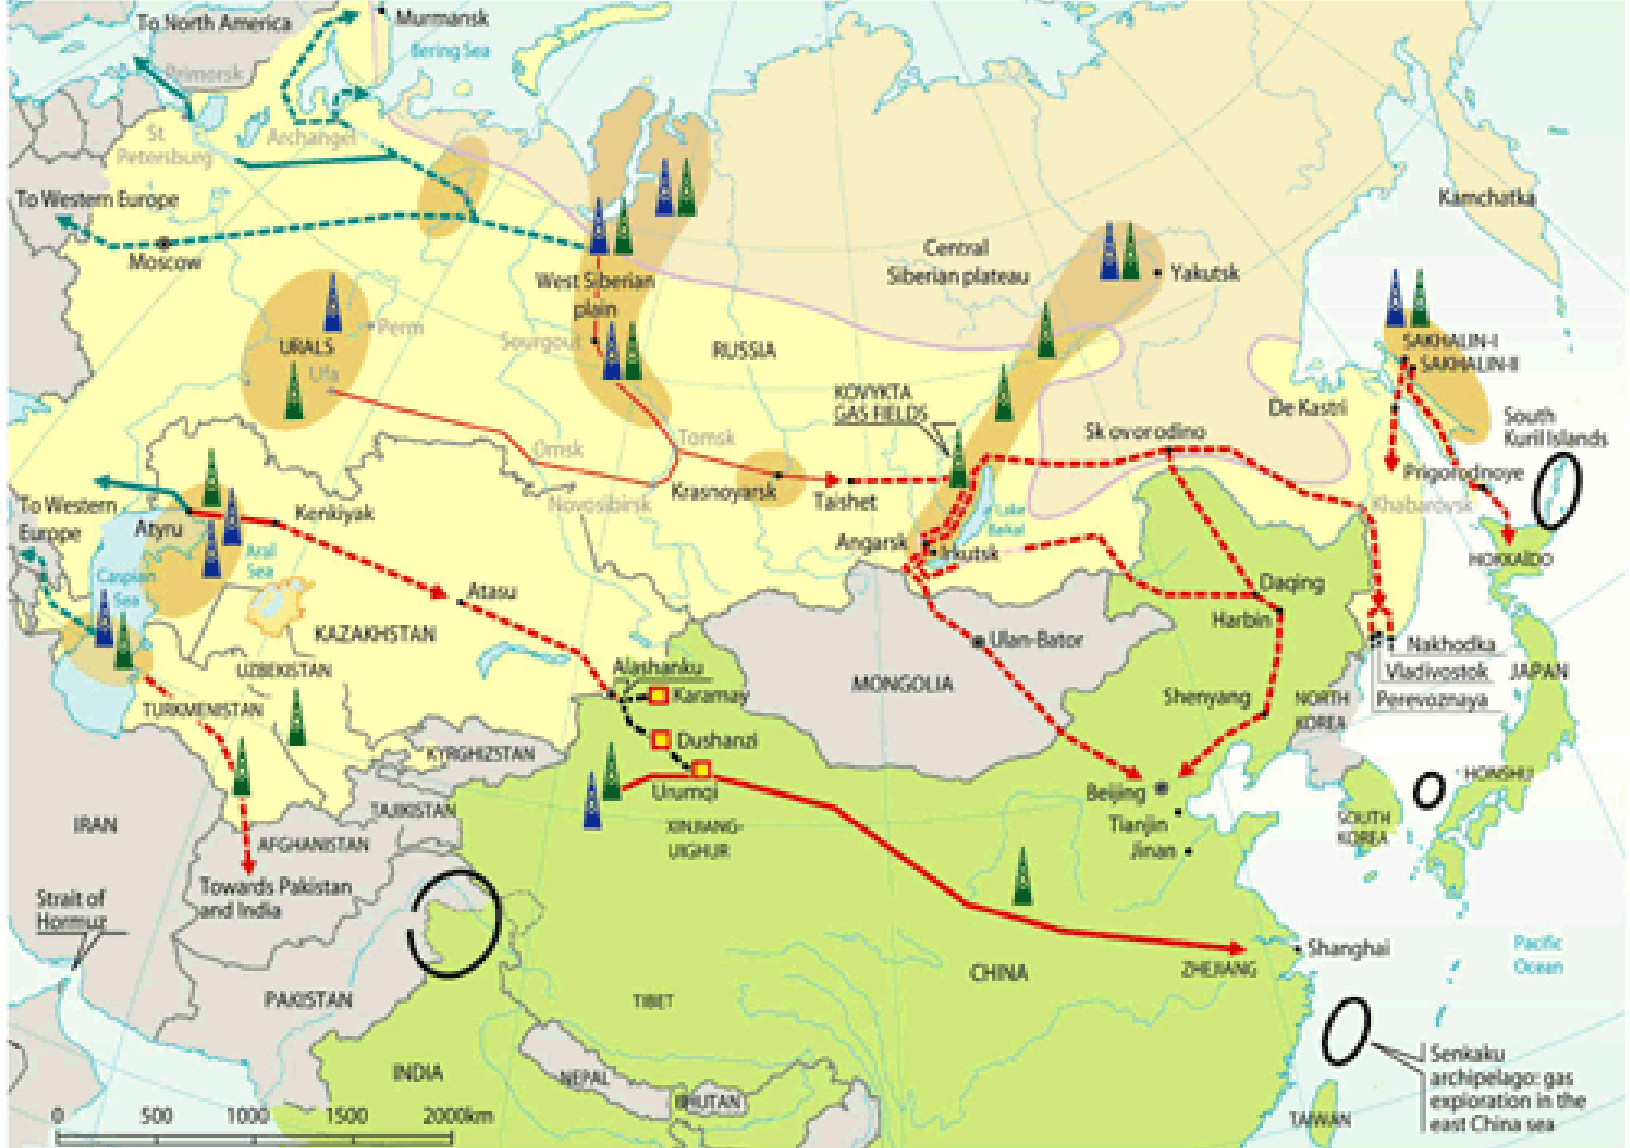 To North America
Murmansk
Bering Sea
Primorsk
St
Petersburg
Archangel
To Western Europe
Moscow
Kamchatka
Central
Siberian plateau
Yakutsk
West Siberian
plain
Perm
URALS
Ufa
Sourgout
RUSSIA
SAKHALIN-I
SAKHALIN-II
KOVYKTA
GAS FIELDS
De Kastri
South
Kuril Islands
Skovorodino
Tomsk
Omsk
Novosibirsk
Krasnoyarsk
Taishet
Prigorodnoye
Khabarovsk
To Western
Europe
Atyru
Kenkiyak
Lake
Baikal
Angarsk
Irkutsk
HOKKAIDO
Aral
Sea
Caspian
Sea
Atasu
Daqing
Harbin
KAZAKHSTAN
Ulan-Bator
Nakhodka
Vladivostok
Perevoznaya
JAPAN
UZBEKISTAN
Alashanku
Karamay
MONGOLIA
Shenyang
NORTH
KOREA
TURKMENISTAN
Dushanzi
KYRGHIZSTAN
Urumqi
Beijing
HONSHU
TAJIKISTAN
IRAN
AFGHANISTAN
XINJIANG-
UIGHUR
Tianjin
Jinan
SOUTH
KOREA
Towards Pakistan
and India
Strait of
Hormuz
Shanghai
ZHEJIANG
CHINA
Pacific
Ocean
PAKISTAN
TIBET
INDIA
NEPAL
BHUTAN
Senkaku
archipelago: gas
exploration in the
east China sea
TAIWAN
0 500 1000 1500 2000km